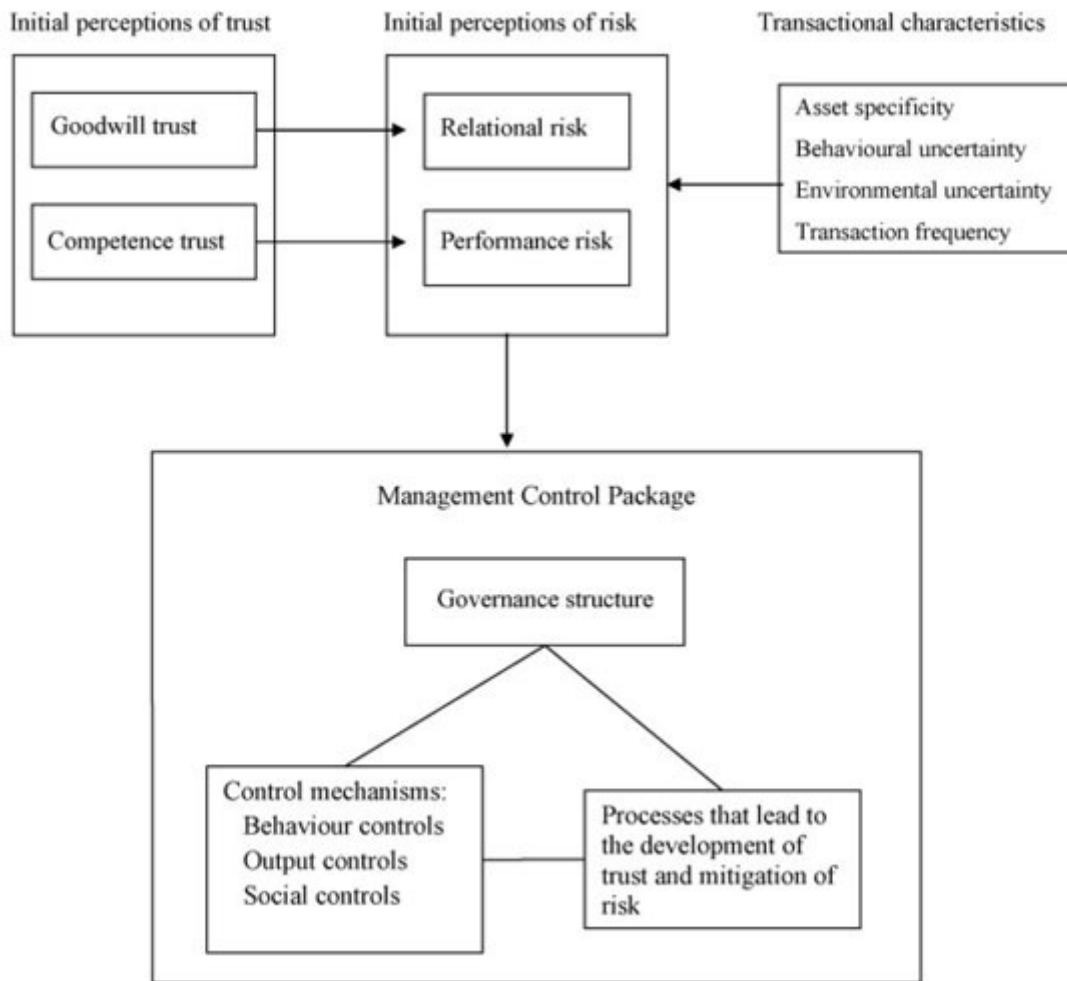 Initial perceptions of trust
Initial perceptions of risk
Transactional characteristics
Goodwill trust
Competence trust
Relational risk
Performance risk
Asset specificity
Behavioural uncertainty
Environmental uncertainty
Transaction frequency
Management Control Package
Governance structure
Control mechanisms:
Behaviour controls
Output controls
Social controls
Processes that lead to
the development of
trust and mitigation of
risk